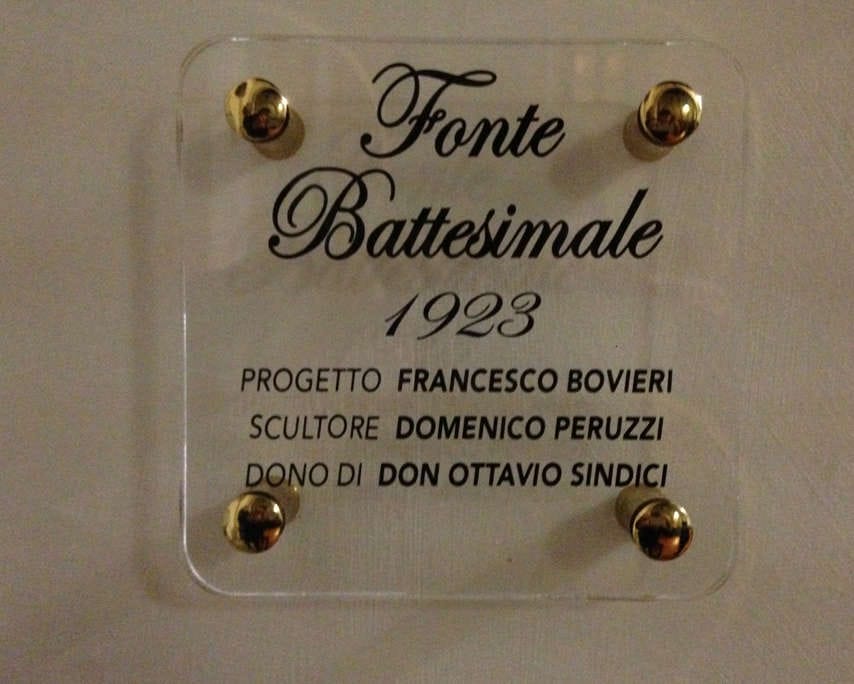 Fonte
Battesimale
1923
PROGETTO FRANCESCO BOVIERI
SCULTORE DOMENICO PERUZZI
DONO DI DON OTTAVIO SINDICI